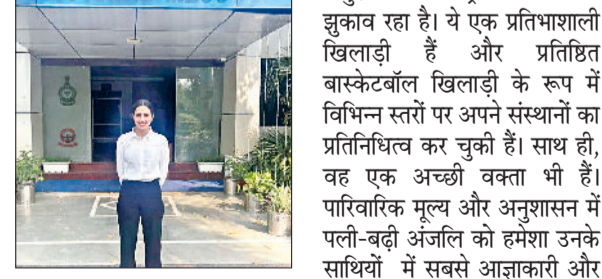 झुकाव रहा है। ये एक प्रतिभाशाली
खिलाड़ी हैं और प्रतिष्ठित
बास्केटबॉल खिलाड़ी के रूप में
विभिन्न स्तरों पर अपने संस्थानों का
प्रतिनिधित्व कर चुकी हैं। साथ ही,
वह एक अच्छी वक्ता भी हैं।
पारिवारिक मूल्य और अनुशासन में
पली-बढ़ी अंजलि को हमेशा उनके
साथियों में सबसे आज्ञाकारी और